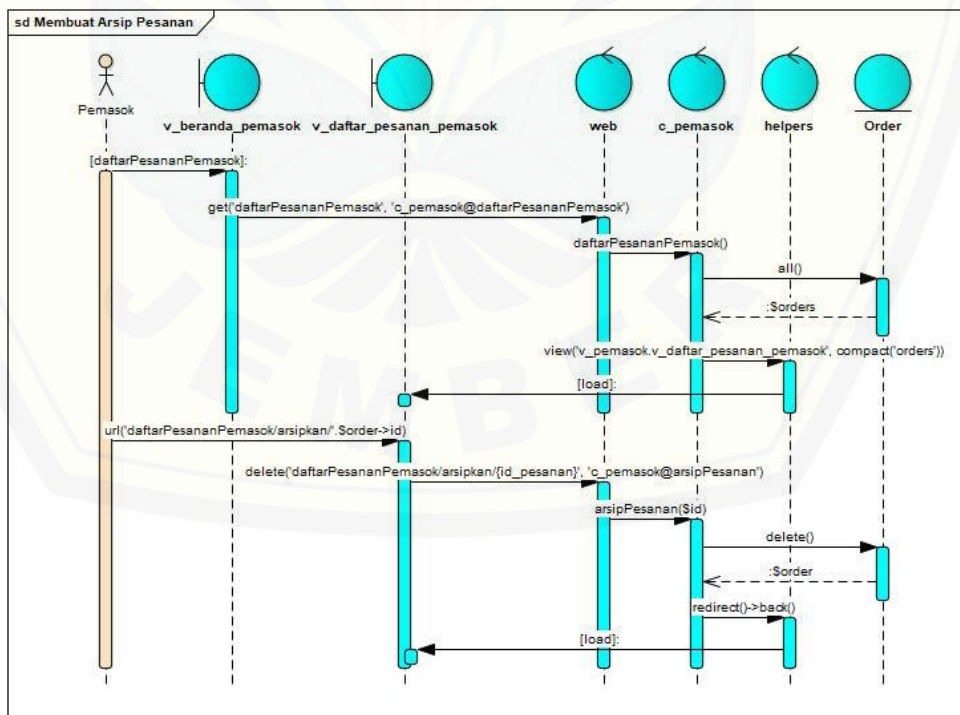 sd Membuat Arsip Pesanan
Pemasok
v_beranda_pemasok
v_daftar_pesanan_pemasok
web
c_pemasok
helpers
Order
[daftarPesananPemasok]:
get('daftarPesananPemasok', 'c_pemasok@daftarPesananPemasok')
daftarPesananPemasok()
all()
:$orders
view('v_pemasok.v_daftar_pesanan_pemasok', compact('orders'))
[load]:
url('daftarPesananPemasok/arsipkan/'.$order->id)
delete('daftarPesananPemasok/arsipkan/{id_pesanan}', 'c_pemasok@arsipPesanan')
arsipPesanan($id)
delete()
:$order
redirect()->back()
[load]:
JEMBER